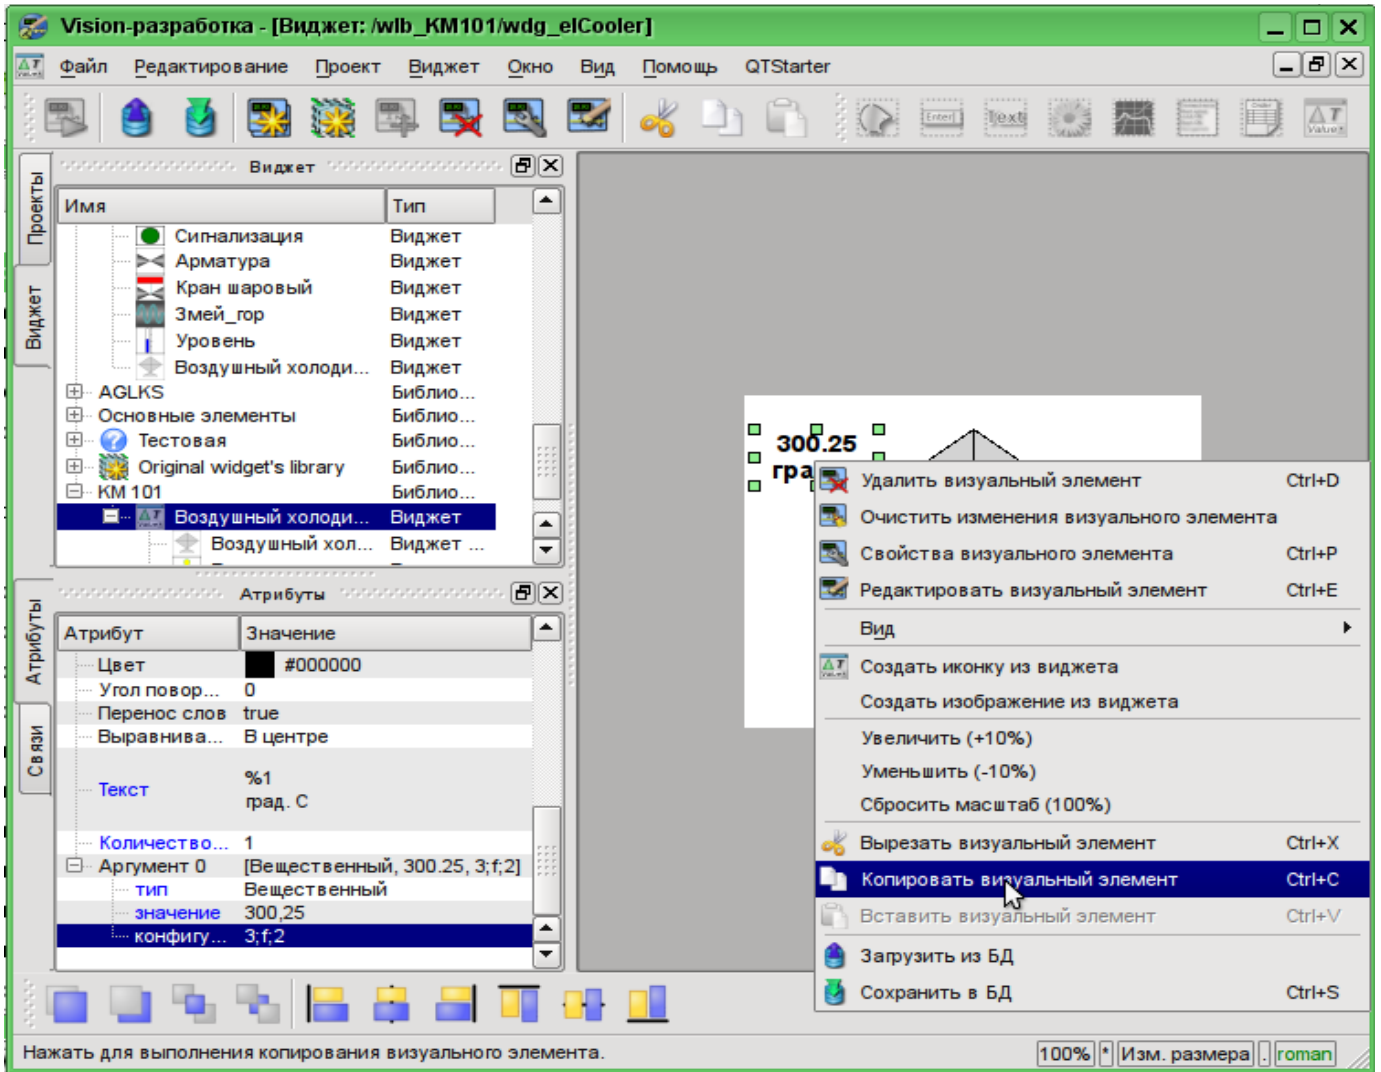 Vision-разработка - [Виджет: /wlb_KM101/wdg_elCooler]
Файл Редактирование Проект Виджет Окно Вид Помощь QTStarter
Enter
Text
Проекты
Виджет
Виджет
Имя Тип
Сигнализация Виджет
Арматура Виджет
Кран шаровый Виджет
Змей_гор Виджет
Уровень Виджет
Воздушный холоди... Виджет
AGLKS Библио...
Основные элементы Библио...
Тестовая Библио...
Original widget's library Библио...
КМ 101 Библио...
Воздушный холоди... Виджет
Воздушный хол... Виджет ...
Атрибуты
Связи
Атрибуты
Атрибут Значение
Цвет #000000
Угол повор... 0
Перенос слов true
Выравнива... В центре
Текст %1
град. С
Количество... 1
Аргумент 0 [Вещественный, 300.25, 3;f;2]
тип Вещественный
значение 300,25
конфигу... 3;f;2
300.25
гра
Удалить визуальный элемент Ctrl+D
Очистить изменения визуального элемента
Свойства визуального элемента Ctrl+P
Редактировать визуальный элемент Ctrl+E
Вид
Создать иконку из виджета
Создать изображение из виджета
Увеличить (+10%)
Уменьшить (-10%)
Сбросить масштаб (100%)
Вырезать визуальный элемент Ctrl+X
Копировать визуальный элемент Ctrl+C
Вставить визуальный элемент Ctrl+V
Загрузить из БД
Сохранить в БД Ctrl+S
Нажать для выполнения копирования визуального элемента.
100% * Изм. размера . roman